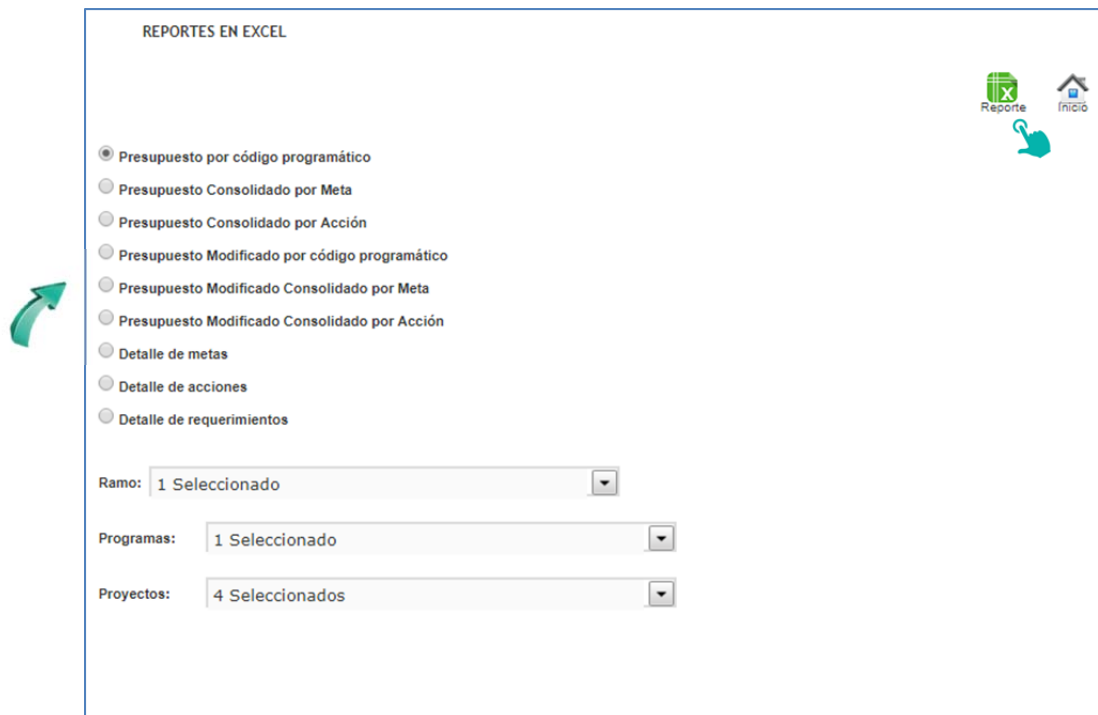 REPORTES EN EXCEL
Reporte
Inicio
Presupuesto por código programático
Presupuesto Consolidado por Meta
Presupuesto Consolidado por Acción
Presupuesto Modificado por código programático
Presupuesto Modificado Consolidado por Meta
Presupuesto Modificado Consolidado por Acción
Detalle de metas
Detalle de acciones
Detalle de requerimientos
Ramo: 1 Seleccionado
Programas: 1 Seleccionado
Proyectos: 4 Seleccionados